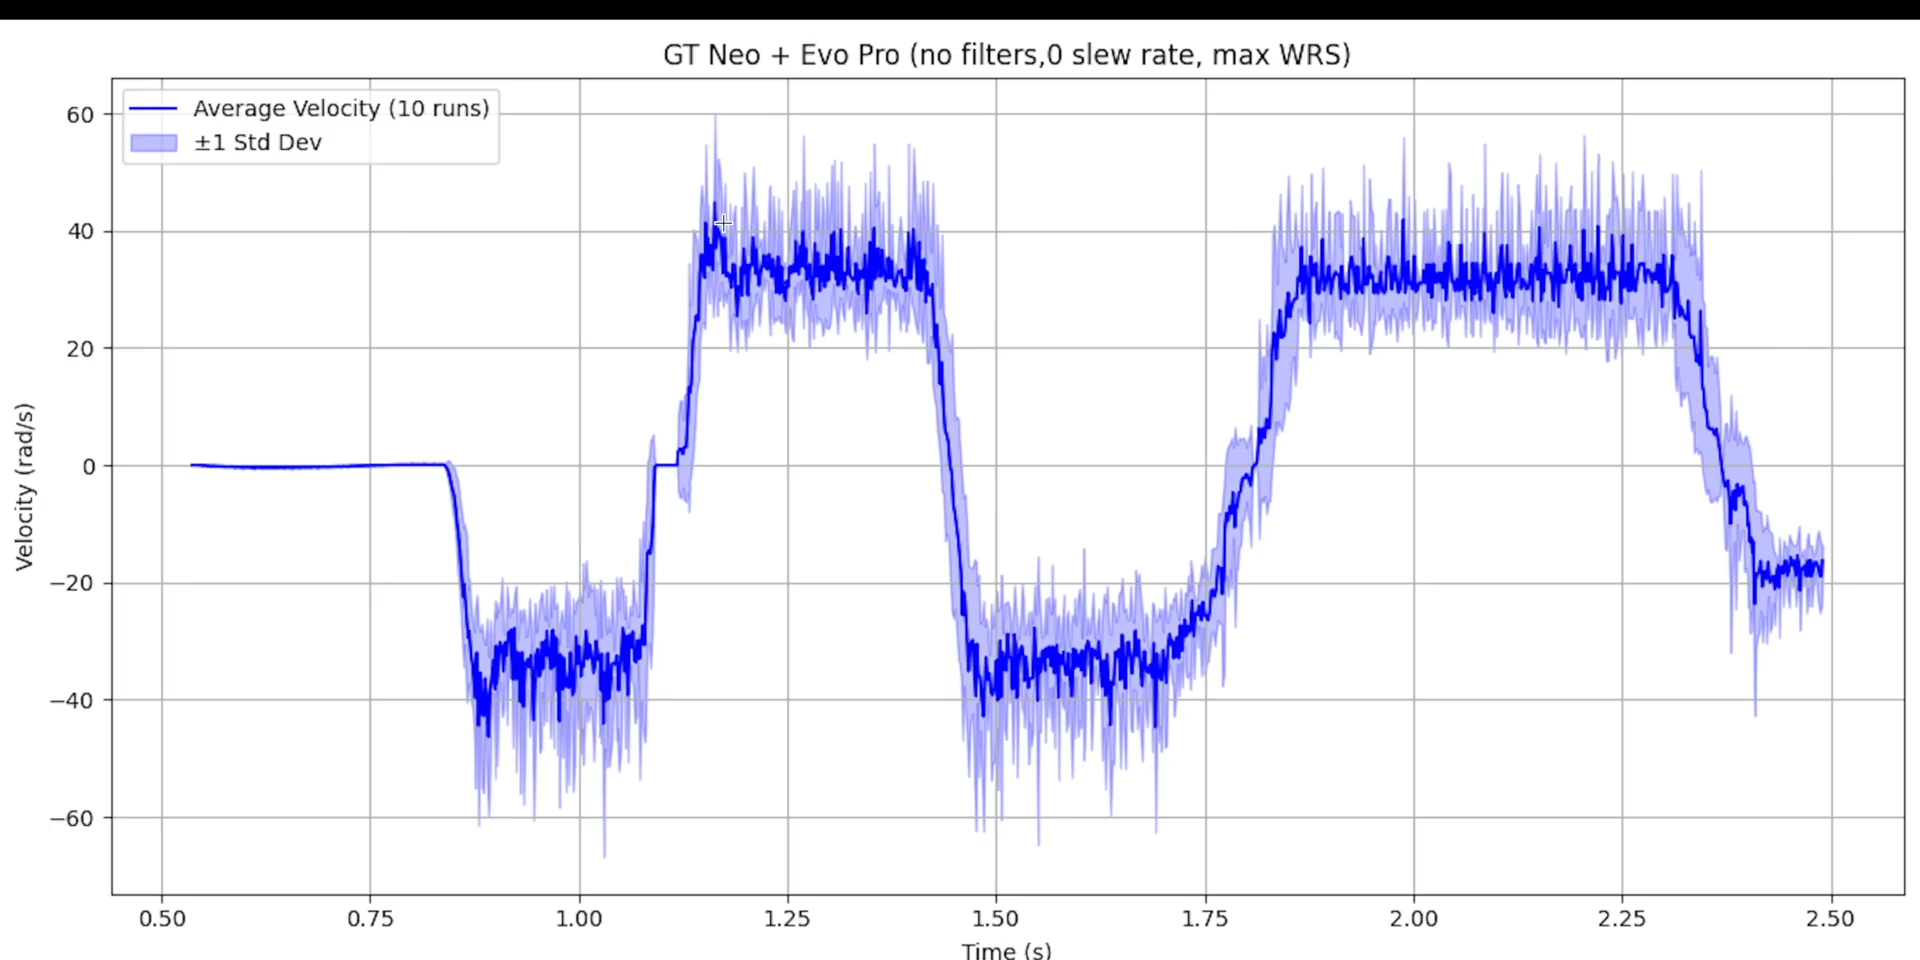 GT Neo + Evo Pro (no filters,0 slew rate, max WRS)
Average Velocity (10 runs)
±1 Std Dev
60
40
20
0
−20
−40
−60
Velocity (rad/s)
0.50 0.75 1.00 1.25 1.50 1.75 2.00 2.25 2.50
Time (s)